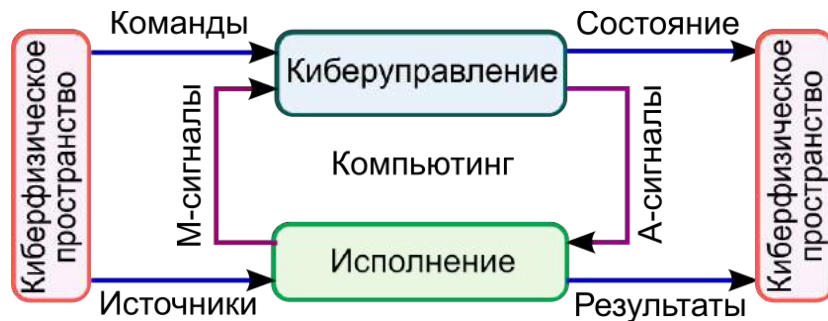 Команды
Состояние
Киберфизическое
пространство
Киберуправление
Киберфизическое
пространство
М-сигналы
Компьютинг
А-сигналы
Исполнение
Источники
Результаты